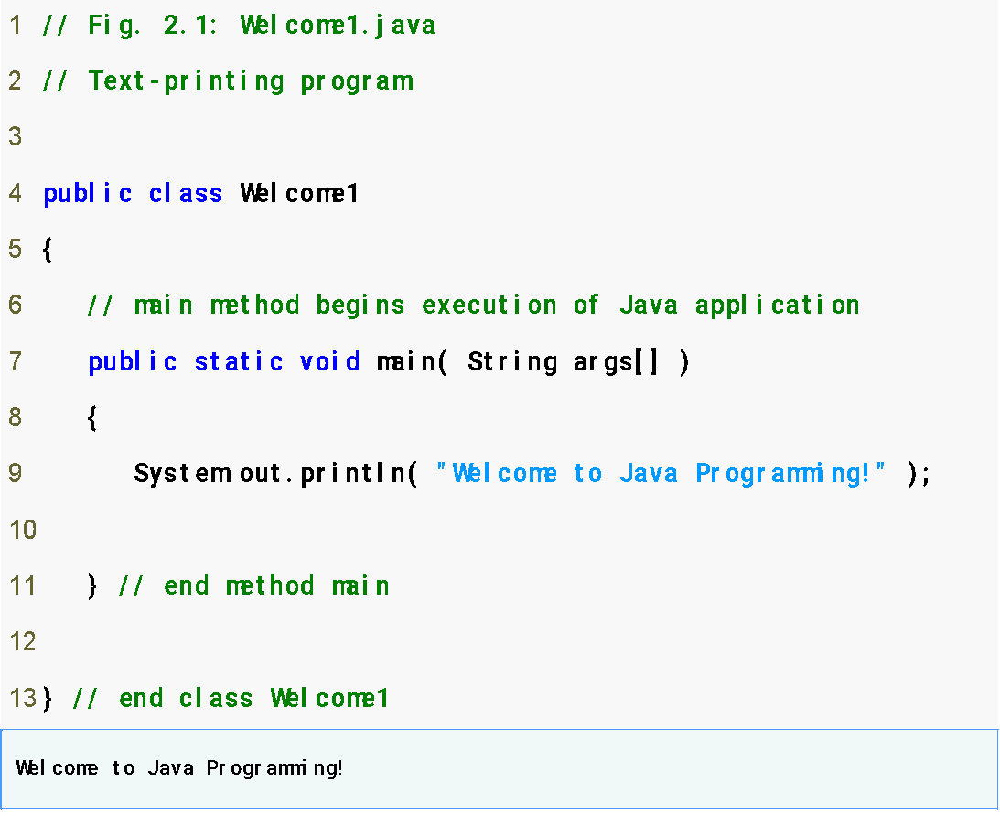 1 // Fig. 2.1: Welcome1.java
2 // Text-printing program
3
4 public class Welcome1
5 {
6    // main method begins execution of Java application
7    public static void main( String args[] )
8    {
9       System.out.println( "Welcome to Java Programming!" );
10
11    } // end method main
12
13 } // end class Welcome1
Welcome to Java Programming!